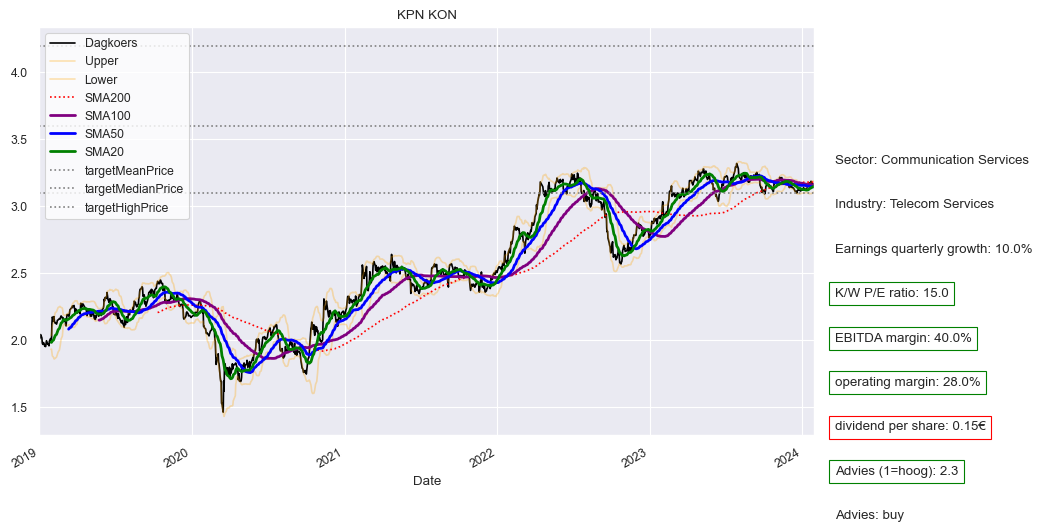 KPN KON
4.0
3.5
3.0
2.5
2.0
1.5
Dagkoers
Upper
Lower
SMA200
SMA100
SMA50
SMA20
targetMeanPrice
targetMedianPrice
targetHighPrice
2019
2020
2021
2022
2023
2024
Date
Sector: Communication Services
Industry: Telecom Services
Earnings quarterly growth: 10.0%
K/W P/E ratio: 15.0
EBITDA margin: 40.0%
operating margin: 28.0%
dividend per share: 0.15€
Advies (1=hoog): 2.3
Advies: buy